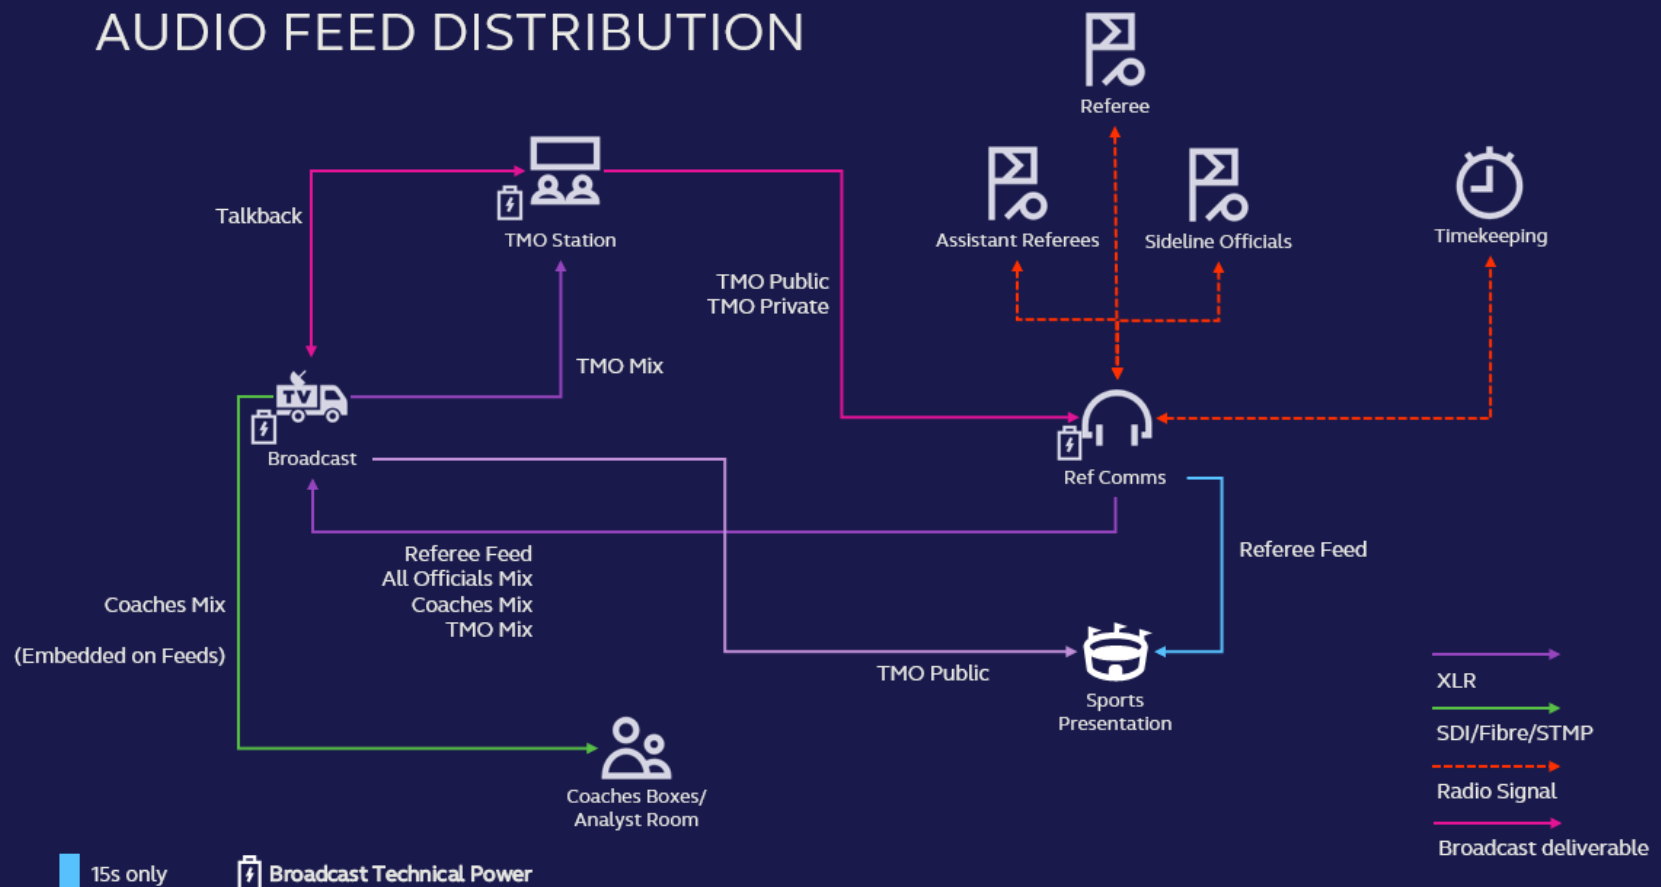 AUDIO FEED DISTRIBUTION
Referee
Talkback
TMO Station
Assistant Referees
Sideline Officials
Timekeeping
TMO Public
TMO Private
TMO Mix
TV
Broadcast
Ref Comms
Referee Feed
All Officials Mix
Coaches Mix
TMO Mix
Referee Feed
Coaches Mix
(Embedded on Feeds)
TMO Public
Sports
Presentation
XLR
SDI/Fibre/STMP
Radio Signal
Broadcast deliverable
Coaches Boxes/
Analyst Room
15s only
Broadcast Technical Power